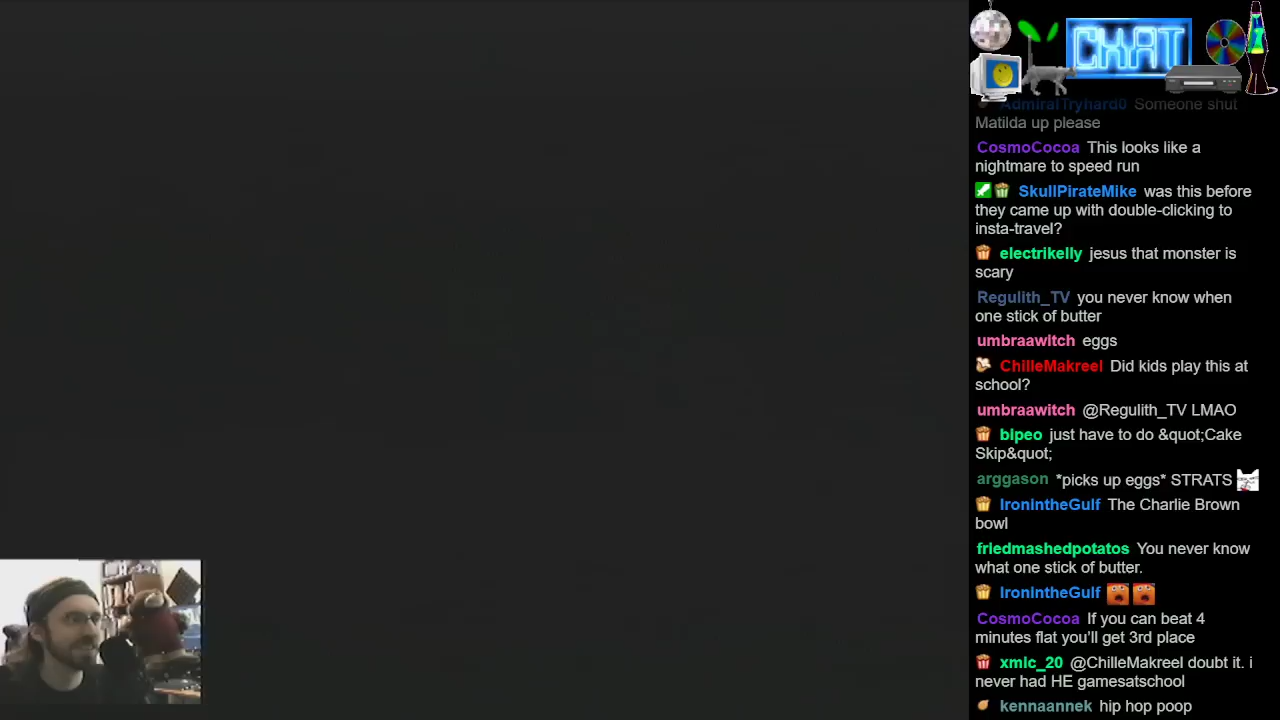 CHAT
AdmiralTryhard0 Someone shut
Matilda up please
CosmoCocoa This looks like a
nightmare to speed run
SkullPirateMike was this before
they came up with double-clicking to
insta-travel?
electrikelly jesus that monster is
scary
Regulith_TV you never know when
one stick of butter
umbraawitch eggs
ChilleMakreel Did kids play this at
school?
umbraawitch @Regulith_TV LMAO
blpeo just have to do &quot;Cake
Skip&quot;
arggason *picks up eggs* STRATS
IronintheGulf The Charlie Brown
bowl
friedmashedpotatos You never know
what one stick of butter.
IronintheGulf
CosmoCocoa If you can beat 4
minutes flat you'll get 3rd place
xmlc_20 @ChilleMakreel doubt it. i
never had HE gamesatschool
kennaannek hip hop poop